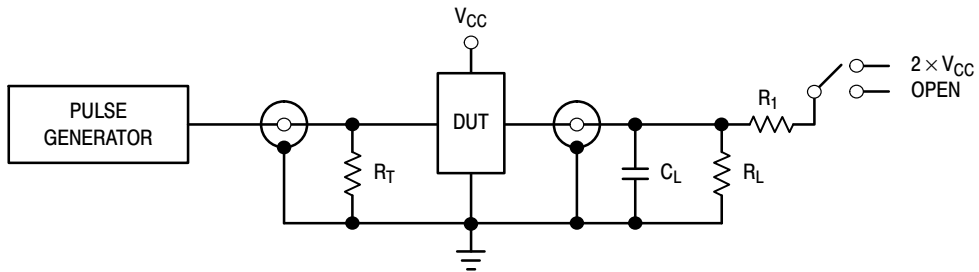 V_CC
2 × V_CC
OPEN
R_1
PULSE
GENERATOR
DUT
R_T
C_L
R_L